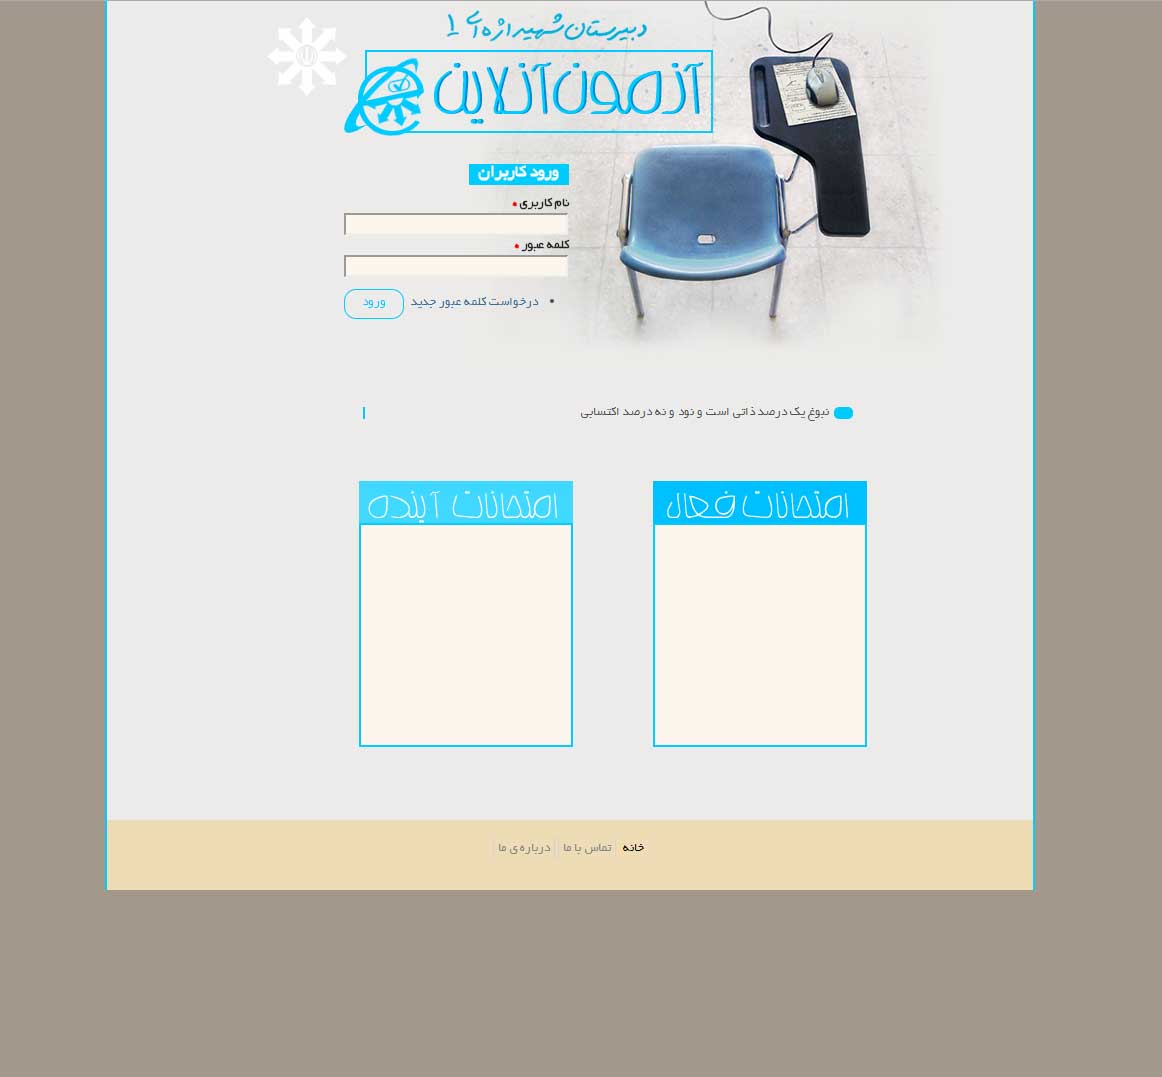 دبیرستان شهید اژه ای ۱
آزمون آنلاین
ورود کاربران
نام کاربری *
کلمه عبور *
درخواست کلمه عبور جدید
ورود
نبوغ یک درصد ذاتی است و نود و نه درصد اکتسابی
امتحانات فعال
امتحانات آینده
خانه
تماس با ما
درباره ی ما